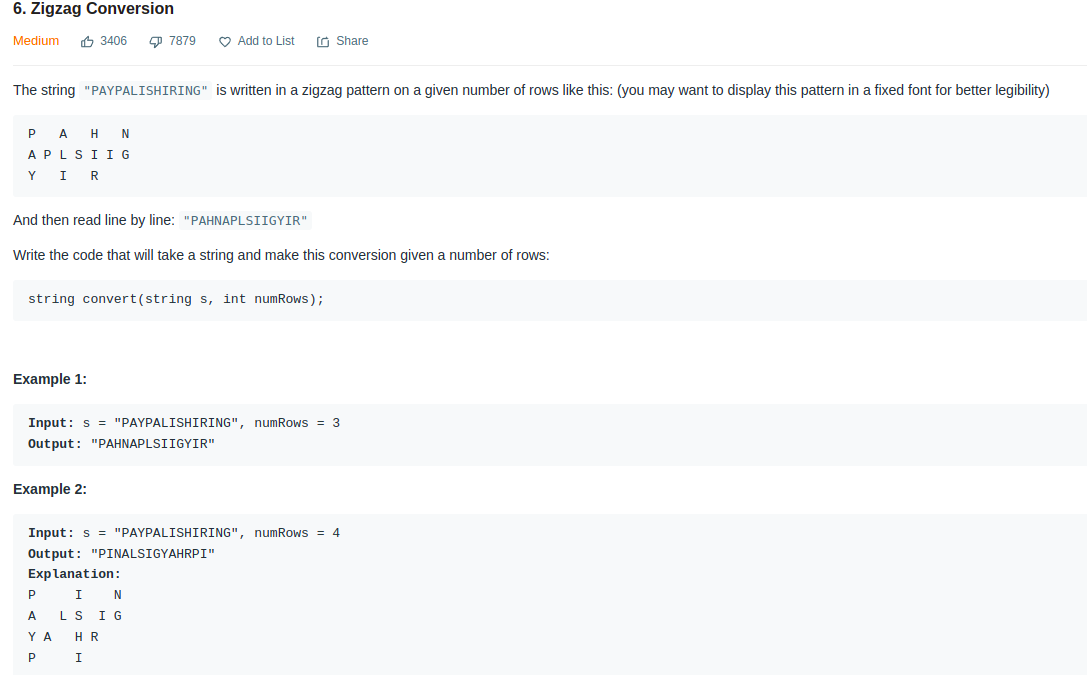 6. Zigzag Conversion
Medium 3406 7879 Add to List Share
The string "PAYPALISHIRING" is written in a zigzag pattern on a given number of rows like this: (you may want to display this pattern in a fixed font for better legibility)
P   A   H   N
A P L S I I G
Y   I   R
And then read line by line: "PAHNAPLSIIGYIR"
Write the code that will take a string and make this conversion given a number of rows:
string convert(string s, int numRows);
Example 1:
Input: s = "PAYPALISHIRING", numRows = 3
Output: "PAHNAPLSIIGYIR"
Example 2:
Input: s = "PAYPALISHIRING", numRows = 4
Output: "PINALSIGYAHRPI"
Explanation:
P     I    N
A   L S  I G
Y A   H R
P     I